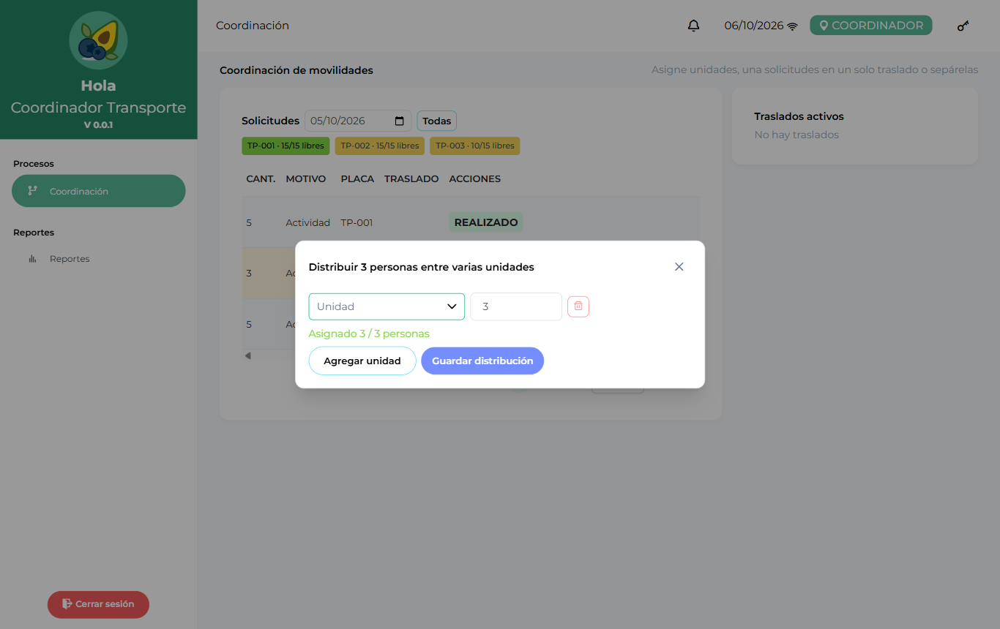 Hola
Coordinador Transporte
V 0.0.1
Procesos
Coordinación
Reportes
Reportes
Cerrar sesión
Coordinación
06/10/2026
COORDINADOR
Coordinación de movilidades
Asigne unidades, una solicitudes en un solo traslado o sepárelas
Solicitudes 05/10/2026 Todas
TP-001 · 15/15 libres TP-002 · 15/15 libres TP-003 · 10/15 libres
CANT. MOTIVO PLACA TRASLADO ACCIONES
5 Actividad TP-001 REALIZADO
3
5
Traslados activos
No hay traslados
Distribuir 3 personas entre varias unidades
Unidad 3
Asignado 3 / 3 personas
Agregar unidad Guardar distribución